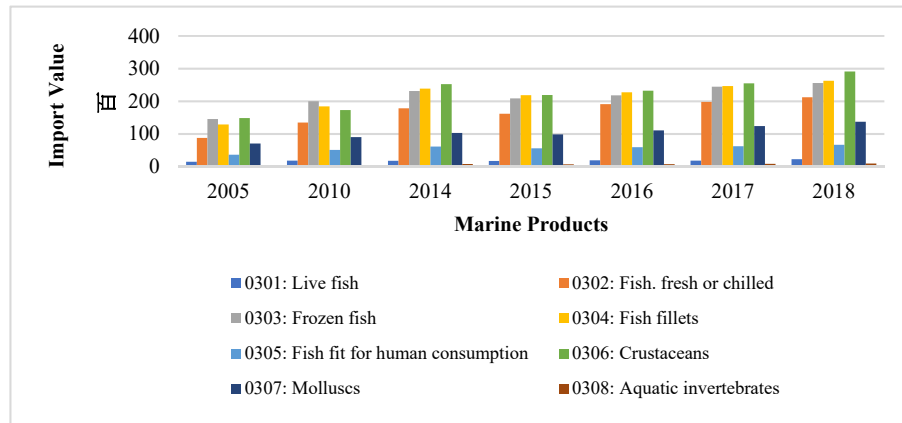 Import Value
百
400
300
200
100
0
2005 2010 2014 2015 2016 2017 2018
Marine Products
0301: Live fish 0302: Fish. fresh or chilled
0303: Frozen fish 0304: Fish fillets
0305: Fish fit for human consumption 0306: Crustaceans
0307: Molluscs 0308: Aquatic invertebrates